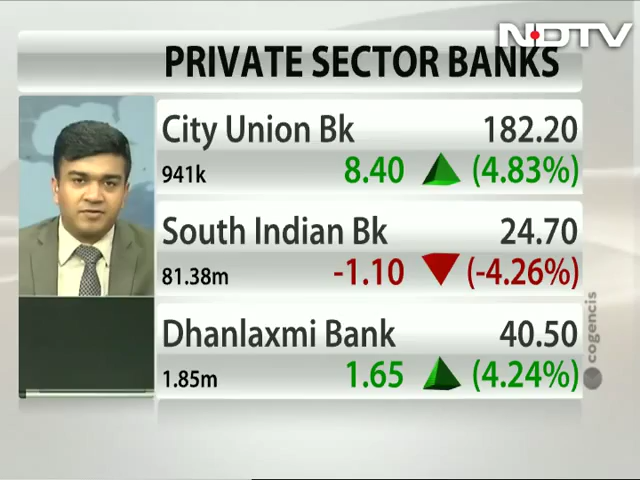 NDTV
PRIVATE SECTOR BANKS
City Union Bk 182.20
941k 8.40 (4.83%)
South Indian Bk 24.70
81.38m -1.10 (-4.26%)
Dhanlaxmi Bank 40.50
1.85m 1.65 (4.24%)
cogencis